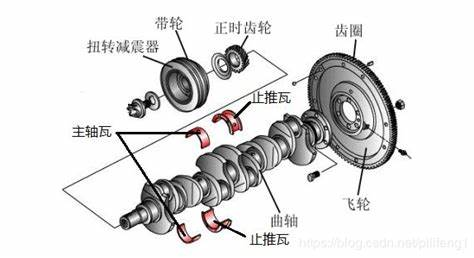 带轮
扭转减震器
正时齿轮
齿圈
止推瓦
主轴瓦
曲轴
飞轮
止推瓦
https://blog.csdn.net/pilifeng1